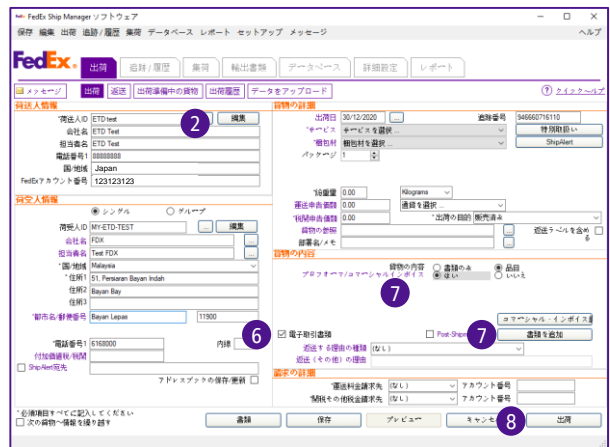 FedEx Ship Manager ソフトウェア
保存 編集 出荷 追跡/履歴 集荷 データベース レポート セットアップ メッセージ ヘルプ
FedEx. 出荷 追跡/履歴 集荷 輸出書類 データベース 詳細設定 レポート
メッセージ 出荷 返送 出荷準備中の貨物 出荷履歴 データをアップロード クイックヘルプ
荷送人情報
*荷送人ID ETD test 2 編集
会社名 ETD Test
担当者名 ETD Test
電話番号1 88888888
国/地域 Japan
FedExアカウント番号 123123123
荷受人情報
シングル グループ
荷受人ID MY-ETD-TEST ... 編集
会社名 FDX
担当者名 Test FDX
*国/地域 Malaysia
*住所1 51, Persiaran Bayan Indah
住所2 Bayan Bay
住所3
*都市名/郵便番号 Bayan Lepas 11900
*電話番号1 6168000 内線
付加価値税/税関
ShipAlert宛先
アドレスブックの保存/更新
*必須項目すべてに記入してください
次の貨物へ情報を繰り越す
貨物の詳細
出荷日 30/12/2020 ... 追跡番号 946660716110
*サービス サービスを選択 ... 特別取扱い
*梱包材 梱包材を選択 ... ShipAlert
パッケージ 1
*総重量 0.00 Kilograms
運送申告価額 0.00 通貨を選択 ...
*税関申告価額 0.00 *出荷の目的 販売済み
貨物の参照 ... 返送ラベルを含める
部署名/メモ ...
貨物の内容
貨物の内容 書類のみ 品目
プロフォーマ/コマーシャルインボイス はい いいえ
7
コマーシャル・インボイス
6 電子取引書類 Post-Shipm 7 書類を追加
返送する理由の種類 (なし)
返送 (その他) の理由
請求の詳細
*運送料金請求先 (なし) アカウント番号
*関税その他税金請求先 (なし) アカウント番号
書類 保存 プレビュー キャンセ 8 出荷